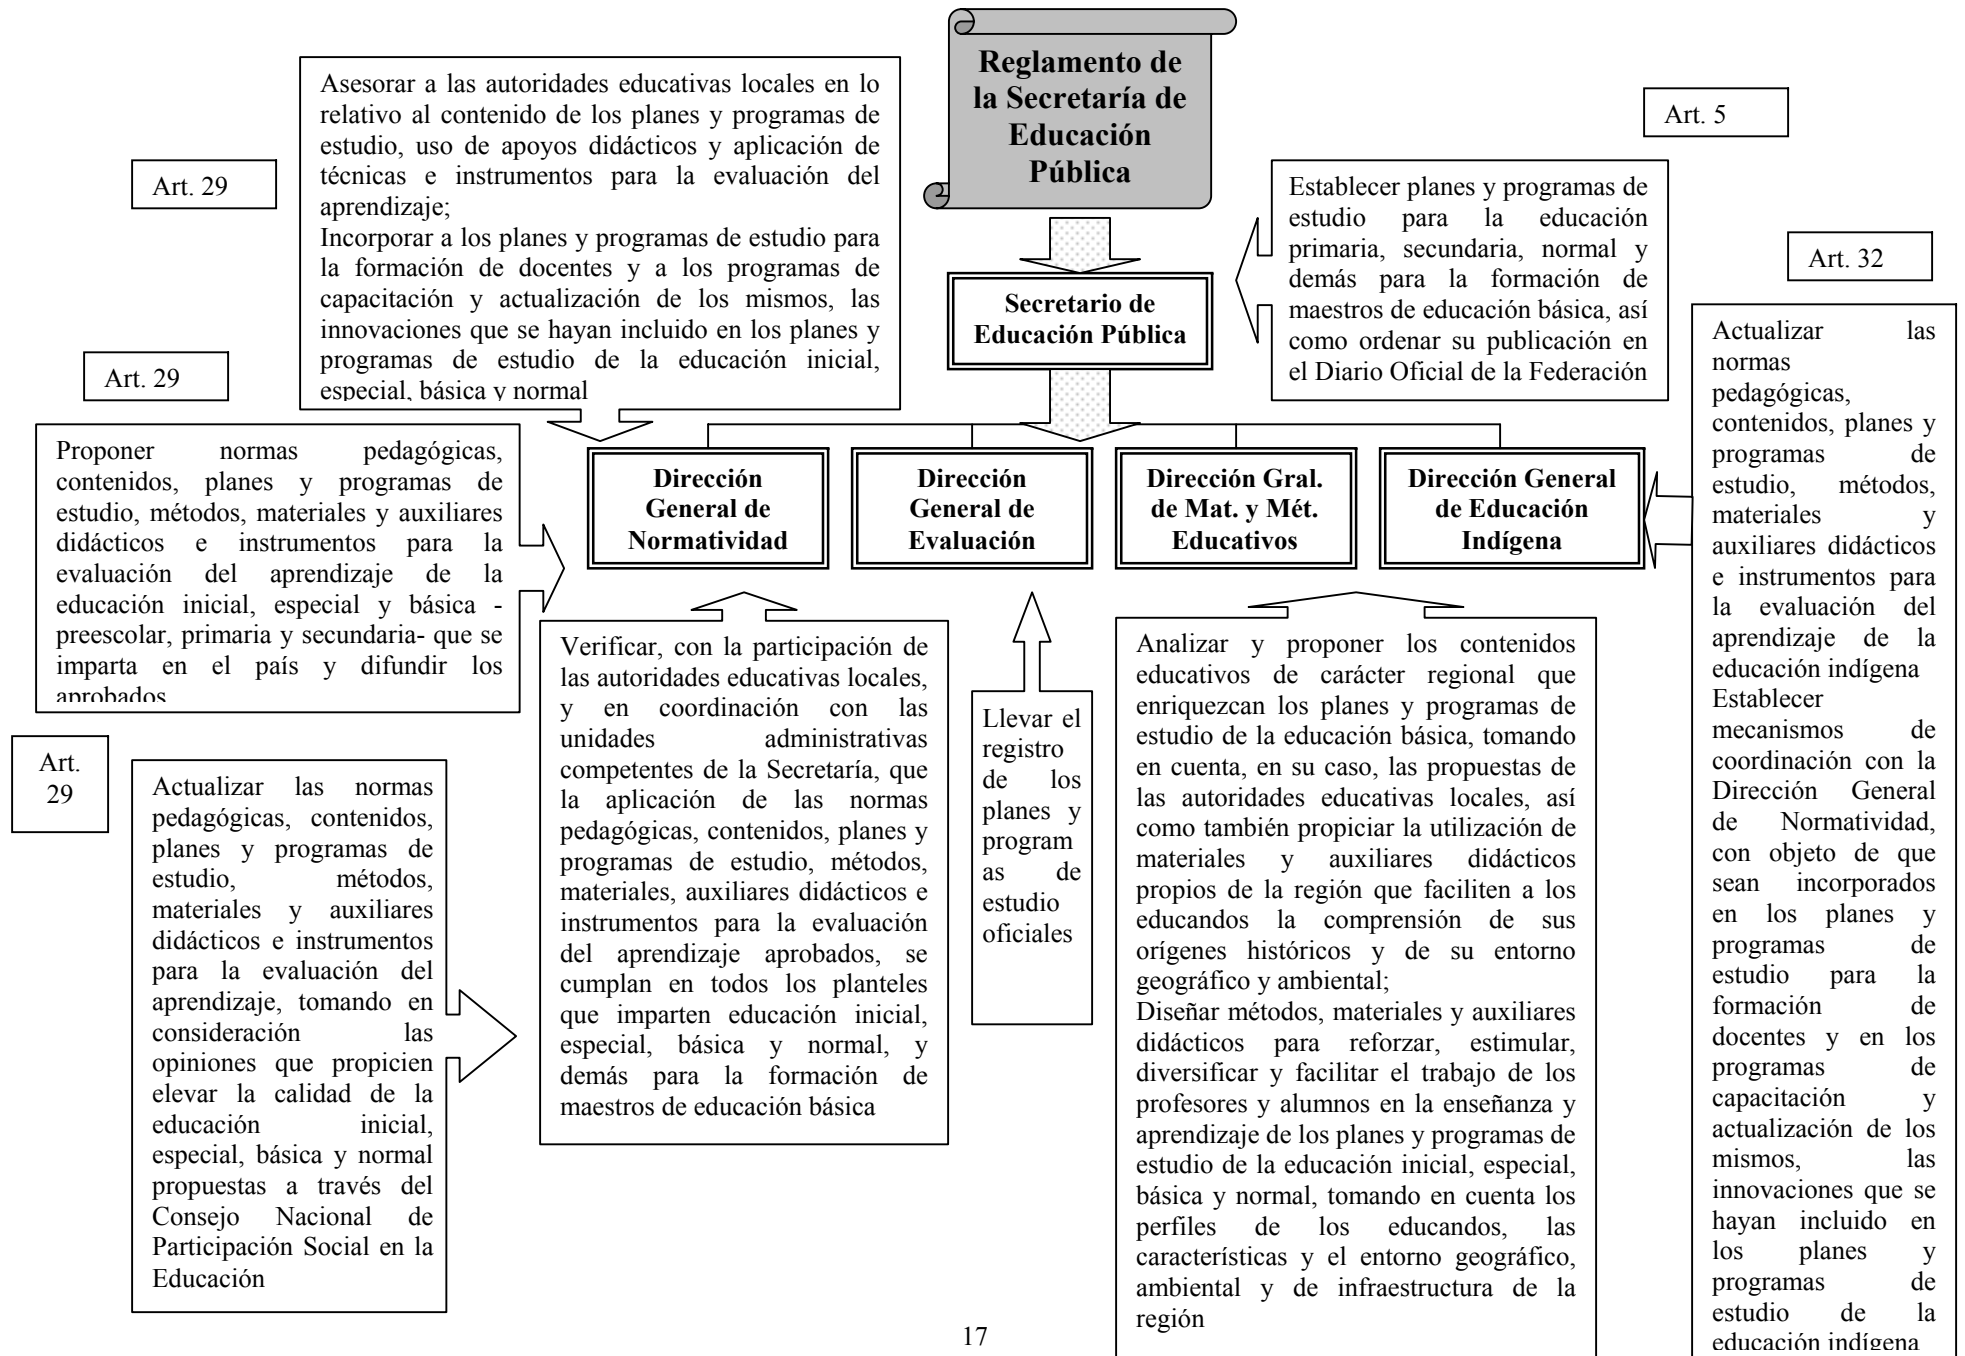 Reglamento de
la Secretaría de
Educación
Pública
Art. 29
Asesorar a las autoridades educativas locales en lo
relativo al contenido de los planes y programas de
estudio, uso de apoyos didácticos y aplicación de
técnicas e instrumentos para la evaluación del
aprendizaje;
Incorporar a los planes y programas de estudio para
la formación de docentes y a los programas de
capacitación y actualización de los mismos, las
innovaciones que se hayan incluido en los planes y
programas de estudio de la educación inicial,
especial, básica y normal
Art. 5
Establecer planes y programas de
estudio para la educación
primaria, secundaria, normal y
demás para la formación de
maestros de educación básica, así
como ordenar su publicación en
el Diario Oficial de la Federación
Secretario de
Educación Pública
Art. 32
Actualizar las
normas
pedagógicas,
contenidos, planes y
programas de
estudio, métodos,
materiales y
auxiliares didácticos
e instrumentos para
la evaluación del
aprendizaje de la
educación indígena
Establecer
mecanismos de
coordinación con la
Dirección General
de Normatividad,
con objeto de que
sean incorporados
en los planes y
programas de
estudio para la
formación de
docentes y en los
programas de
capacitación y
actualización de los
mismos, las
innovaciones que se
hayan incluido en
los planes y
programas de
estudio de la
educación indígena
Art. 29
Proponer normas pedagógicas,
contenidos, planes y programas de
estudio, métodos, materiales y auxiliares
didácticos e instrumentos para la
evaluación del aprendizaje de la
educación inicial, especial y básica -
preescolar, primaria y secundaria- que se
imparta en el país y difundir los
aprobados
Dirección
General de
Normatividad
Dirección
General de
Evaluación
Dirección Gral.
de Mat. y Mét.
Educativos
Dirección General
de Educación
Indígena
Art.
29
Actualizar las normas
pedagógicas, contenidos,
planes y programas de
estudio, métodos,
materiales y auxiliares
didácticos e instrumentos
para la evaluación del
aprendizaje, tomando en
consideración las
opiniones que propicien
elevar la calidad de la
educación inicial,
especial, básica y normal
propuestas a través del
Consejo Nacional de
Participación Social en la
Educación
Verificar, con la participación de
las autoridades educativas locales,
y en coordinación con las
unidades administrativas
competentes de la Secretaría, que
la aplicación de las normas
pedagógicas, contenidos, planes y
programas de estudio, métodos,
materiales, auxiliares didácticos e
instrumentos para la evaluación
del aprendizaje aprobados, se
cumplan en todos los planteles
que imparten educación inicial,
especial, básica y normal, y
demás para la formación de
maestros de educación básica
Llevar el
registro
de los
planes y
program
as de
estudio
oficiales
Analizar y proponer los contenidos
educativos de carácter regional que
enriquezcan los planes y programas de
estudio de la educación básica, tomando
en cuenta, en su caso, las propuestas de
las autoridades educativas locales, así
como también propiciar la utilización de
materiales y auxiliares didácticos
propios de la región que faciliten a los
educandos la comprensión de sus
orígenes históricos y de su entorno
geográfico y ambiental;
Diseñar métodos, materiales y auxiliares
didácticos para reforzar, estimular,
diversificar y facilitar el trabajo de los
profesores y alumnos en la enseñanza y
aprendizaje de los planes y programas de
estudio de la educación inicial, especial,
básica y normal, tomando en cuenta los
perfiles de los educandos, las
características y el entorno geográfico,
ambiental y de infraestructura de la
región
17